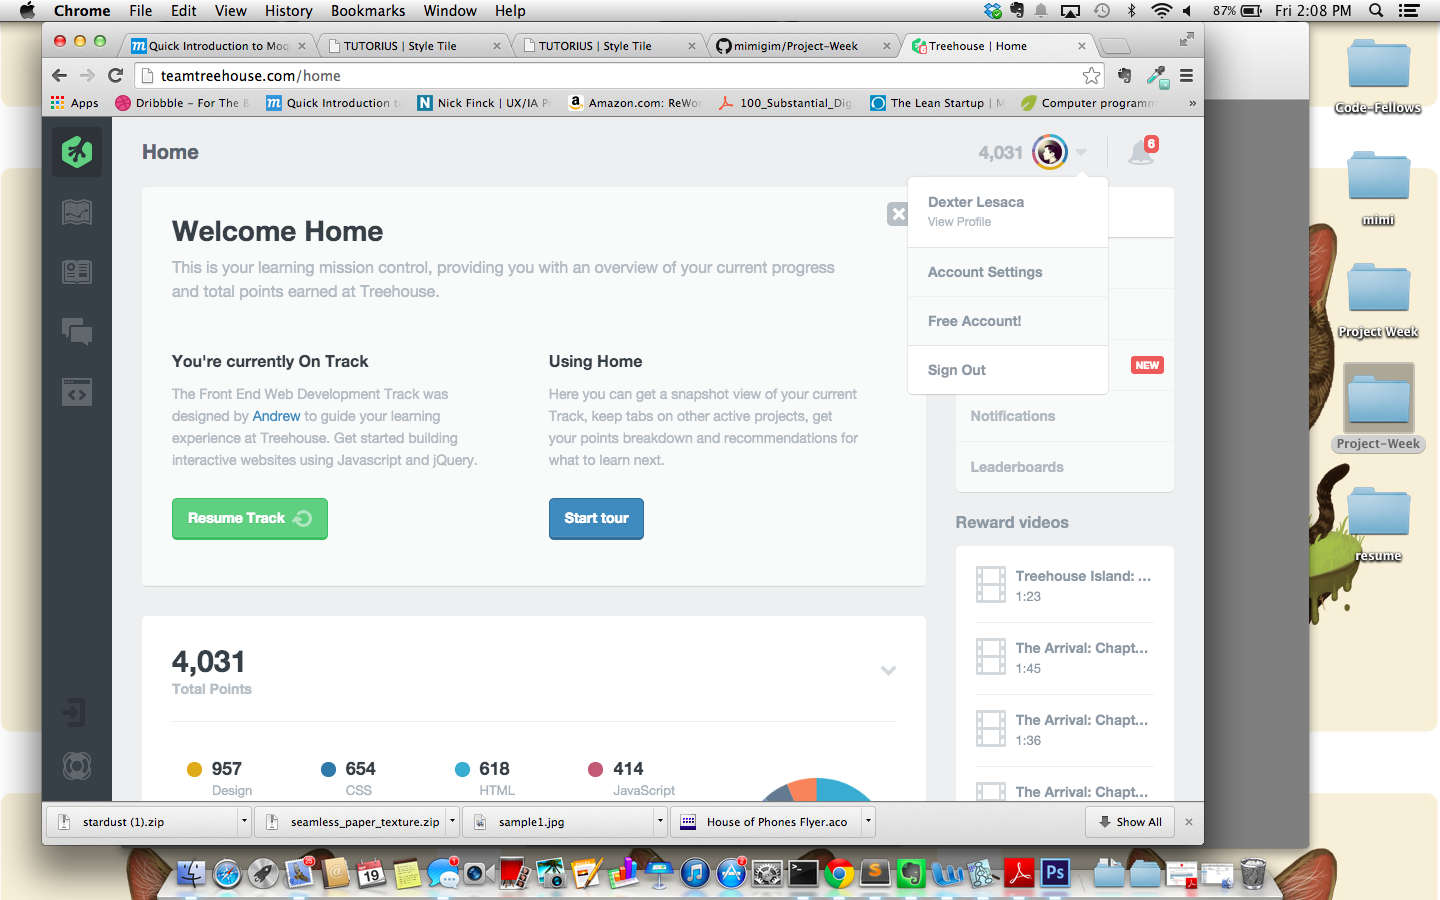 Chrome File Edit View History Bookmarks Window Help 87% Fri 2:08 PM
Quick Introduction to Moq
TUTORIUS | Style Tile
TUTORIUS | Style Tile
mimigim/Project-Week
Treehouse | Home
teamtreehouse.com/home
Apps
Dribbble - For The B
Quick Introduction to
Nick Finck | UX/IA P
Amazon.com: ReWor
100_Substantial_Dig
The Lean Startup | M
Computer programm
»
Home
4,031
6
Dexter Lesaca
View Profile
Account Settings
Free Account!
Sign Out
Welcome Home
This is your learning mission control, providing you with an overview of your current progress
and total points earned at Treehouse.
You're currently On Track
The Front End Web Development Track was
designed by Andrew to guide your learning
experience at Treehouse. Get started building
interactive websites using Javascript and jQuery.
Resume Track
Using Home
Here you can get a snapshot view of your current
Track, keep tabs on other active projects, get
your points breakdown and recommendations for
what to learn next.
Start tour
NEW
Notifications
Leaderboards
Reward videos
Treehouse Island: ...
1:23
The Arrival: Chapt...
1:45
The Arrival: Chapt...
1:36
The Arrival: Chapt...
4,031
Total Points
957
Design
654
CSS
618
HTML
414
JavaScript
stardust (1).zip
seamless_paper_texture.zip
sample1.jpg
House of Phones Flyer.aco
Show All
Code-Fellows
mimi
Project Week
Project-Week
resume
19
1
2
Ps